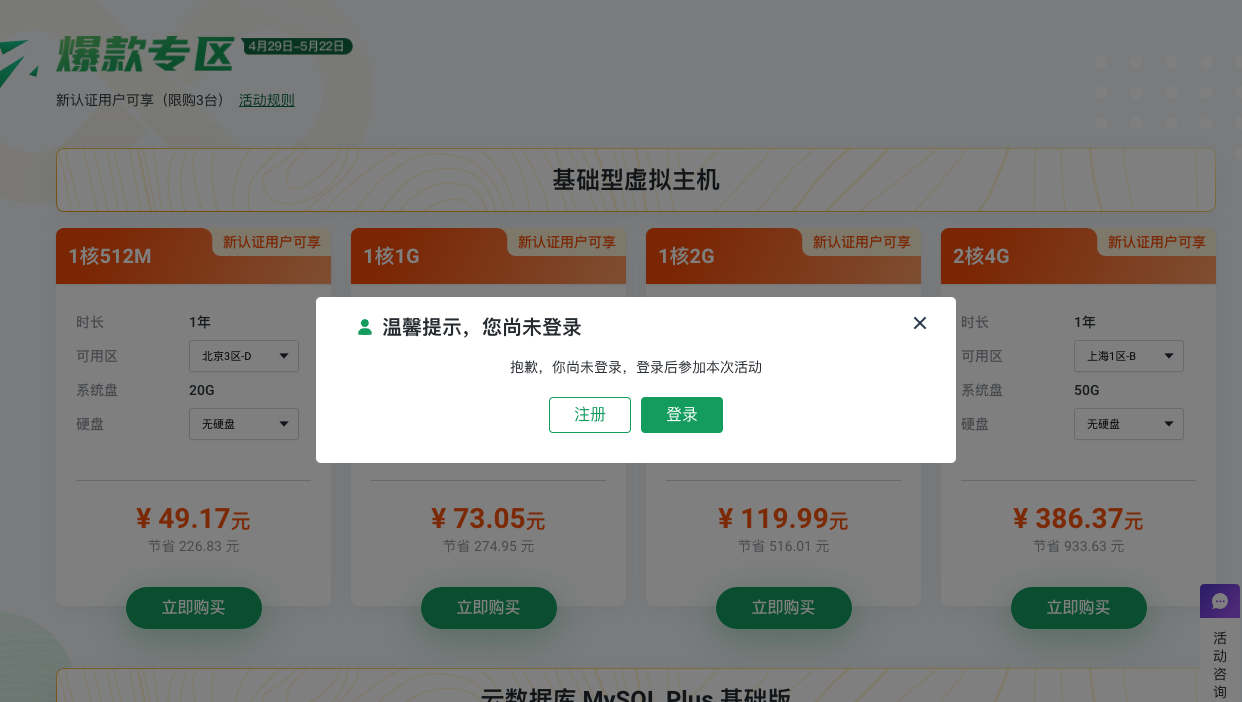 爆款专区 4月29日-5月22日
新认证用户可享（限购3台） 活动规则
基础型虚拟主机
1核512M 新认证用户可享
1核1G 新认证用户可享
1核2G 新认证用户可享
2核4G 新认证用户可享
时长 1年
可用区 北京3区-D
系统盘 20G
硬盘 无硬盘
温馨提示，您尚未登录
抱歉，你尚未登录，登录后参加本次活动
注册 登录
时长 1年
可用区 上海1区-B
系统盘 50G
硬盘 无硬盘
¥ 49.17元
节省 226.83 元
立即购买
¥ 73.05元
节省 274.95 元
立即购买
¥ 119.99元
节省 516.01 元
立即购买
¥ 386.37元
节省 933.63 元
立即购买
活动咨询
云数据库 MySQL Plus 基础版